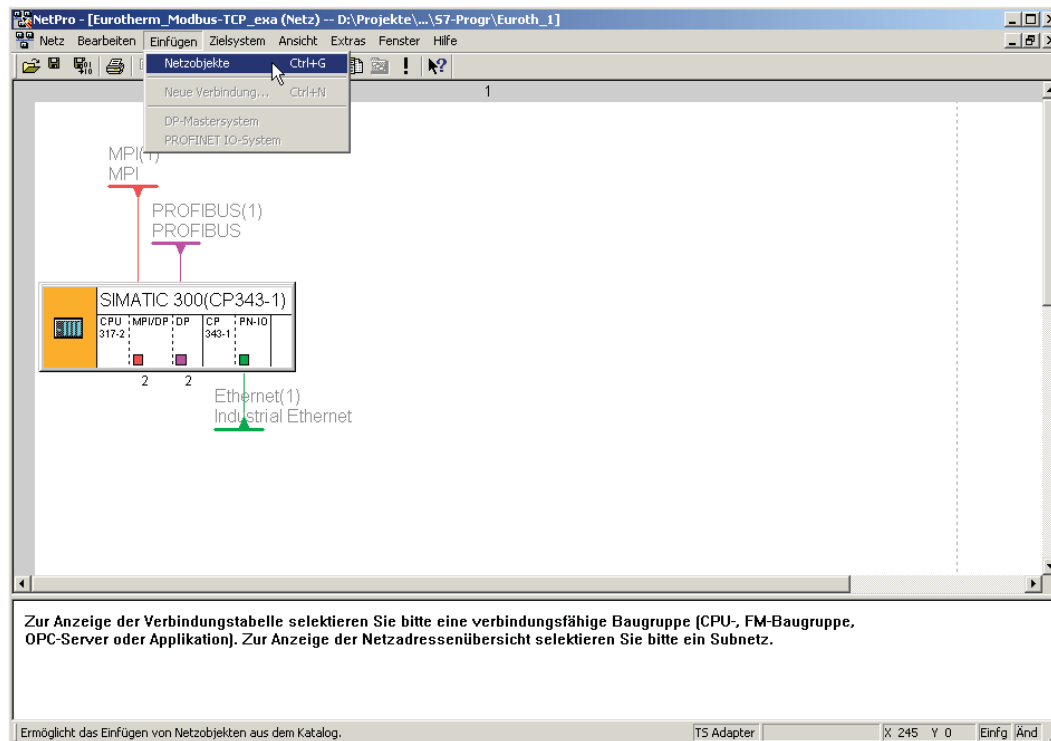 NetPro - [Eurotherm_Modbus-TCP_exa (Netz) -- D:\Projekte\...\S7-Progr\Euroth_1]
Netz Bearbeiten Einfügen Zielsystem Ansicht Extras Fenster Hilfe
Netzobjekte Ctrl+G
Neue Verbindung... Ctrl+N
DP-Mastersystem
PROFINET IO-System
1
MPI(1)
MPI
PROFIBUS(1)
PROFIBUS
SIMATIC 300(CP343-1)
CPU MPI/DP DP CP PN-IO
317-2 343-1
2 2
Ethernet(1)
Industrial Ethernet
Zur Anzeige der Verbindungstabelle selektieren Sie bitte eine verbindungsfähige Baugruppe (CPU-, FM-Baugruppe,
OPC-Server oder Applikation). Zur Anzeige der Netzadressenübersicht selektieren Sie bitte ein Subnetz.
Ermöglicht das Einfügen von Netzobjekten aus dem Katalog. TS Adapter X 245 Y 0 Einfg Änd